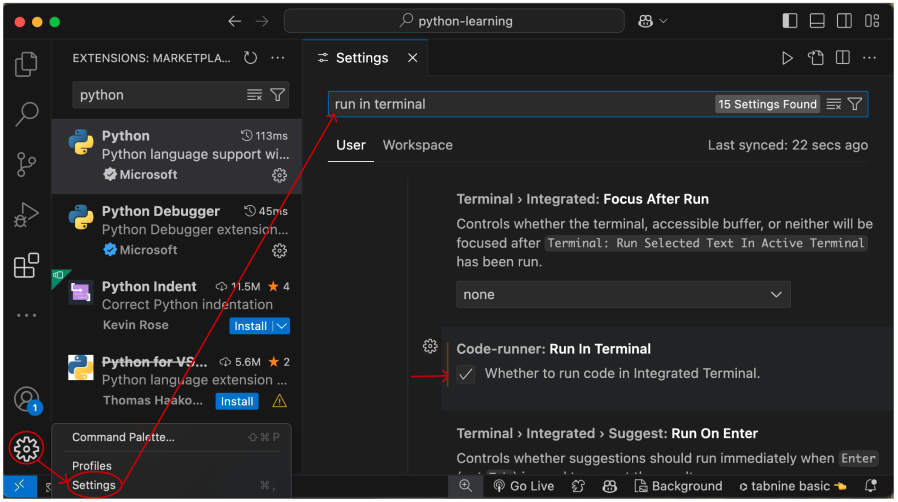 python-learning
EXTENSIONS: MARKETPLA...
python
Python
113ms
Python language support wi...
Microsoft
Python Debugger
45ms
Python Debugger extension...
Microsoft
Python Indent
11.5M
4
Correct Python indentation
Kevin Rose
Install
Python for VS...
5.6M
2
Python language extension ...
Thomas Haako...
Install
1
Command Palette...
⇧⌘P
Profiles
Settings
⌘,
Settings
run in terminal
15 Settings Found
User
Workspace
Last synced: 22 secs ago
Terminal › Integrated: Focus After Run
Controls whether the terminal, accessible buffer, or neither will be
focused after Terminal: Run Selected Text In Active Terminal
has been run.
none
Code-runner: Run In Terminal
Whether to run code in Integrated Terminal.
Terminal › Integrated › Suggest: Run On Enter
Controls whether suggestions should run immediately when Enter
Go Live
Background
tabnine basic